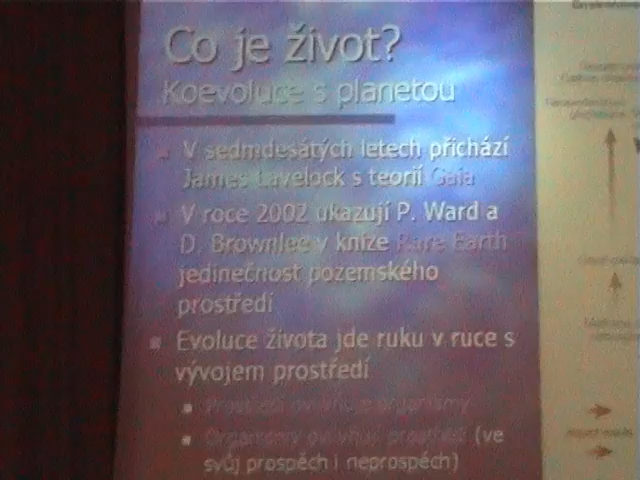 Co je život?
Koevoluce s planetou
V sedmdesátých letech přichází
James Lavelock s teorií Gaia
V roce 2002 ukazují P. Ward a
D. Brownlee v knize Rare Earth
jedinečnost pozemského
prostředí
Evoluce života jde ruku v ruce s
vývojem prostředí
Prostředí ovlivňuje organismy
Organismy ovlivňují prostředí (ve
svůj prospěch i neprospěch)